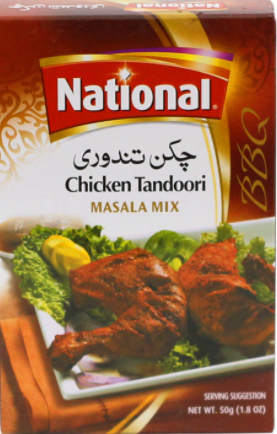 National
چکن تندوری
Chicken Tandoori
MASALA MIX
BBQ
SERVING SUGGESTION
NET WT. 50g (1.8 OZ)